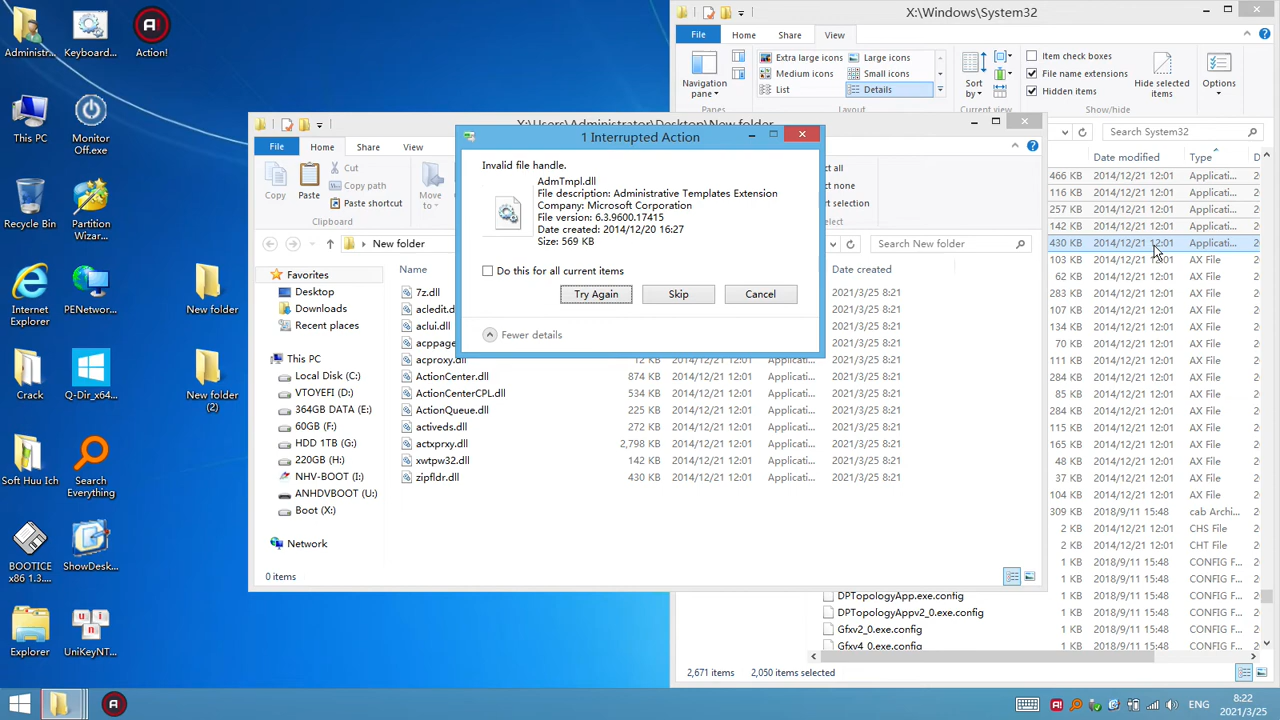 Administr...
Keyboard...
Action!
This PC
Monitor
Off.exe
Recycle Bin
Partition
Wizar...
Internet
Explorer
PENetwor...
New folder
Crack
Q-Dir_x64...
New folder
(2)
Soft Huu Ich
Search
Everything
BOOTICE
x86 1.3....
ShowDesk...
Explorer
UniKeyNT...
X:\Windows\System32
File
Home
Share
View
Navigation
pane
Extra large icons
Large icons
Medium icons
Small icons
List
Details
Panes
Layout
Sort
by
Current view
Item check boxes
File name extensions
Hidden items
Show/hide
Hide selected
items
Options
Search System32
Date modified
Type
466 KB 2014/12/21 12:01 Applicati...
116 KB 2014/12/21 12:01 Applicati...
257 KB 2014/12/21 12:01 Applicati...
142 KB 2014/12/21 12:01 Applicati...
430 KB 2014/12/21 12:01 Applicati...
103 KB 2014/12/21 12:01 AX File
62 KB 2014/12/21 12:01 AX File
283 KB 2014/12/21 12:01 AX File
107 KB 2014/12/21 12:01 AX File
134 KB 2014/12/21 12:01 AX File
70 KB 2014/12/21 12:01 AX File
111 KB 2014/12/21 12:01 AX File
284 KB 2014/12/21 12:01 AX File
85 KB 2014/12/21 12:01 AX File
284 KB 2014/12/21 12:01 AX File
115 KB 2014/12/21 12:01 AX File
165 KB 2014/12/21 12:01 AX File
48 KB 2014/12/21 12:01 AX File
37 KB 2014/12/21 12:01 AX File
104 KB 2014/12/21 12:01 AX File
309 KB 2018/9/11 15:48 cab Archi...
2 KB 2014/12/21 12:01 CHS File
2 KB 2014/12/21 12:01 CHT File
1 KB 2018/9/11 15:48 CONFIG F...
DPTopologyApp.exe.config 1 KB 2018/9/11 15:48 CONFIG F...
DPTopologyAppv2_0.exe.config 1 KB 2018/9/11 15:48 CONFIG F...
Gfxv2_0.exe.config 1 KB 2018/9/11 15:48 CONFIG F...
Gfxv4_0.exe.config 1 KB 2018/9/11 15:48 CONFIG F...
2,671 items 2,050 items selected
X:\Users\Administrator\Desktop\New folder
File
Home
Share
View
Copy
Paste
Cut
Copy path
Paste shortcut
Clipboard
Move
to
New folder
Search New folder
Favorites
Desktop
Downloads
Recent places
This PC
Local Disk (C:)
VTOYEFI (D:)
364GB DATA (E:)
60GB (F:)
HDD 1TB (G:)
220GB (H:)
NHV-BOOT (I:)
ANHDVBOOT (U:)
Boot (X:)
Network
Name
Date created
7z.dll 2021/3/25 8:21
acledit.d 2021/3/25 8:21
aclui.dll 2021/3/25 8:21
acppage 2021/3/25 8:21
acproxy.dll 12 KB 2014/12/21 12:01 Applicati... 2021/3/25 8:21
ActionCenter.dll 874 KB 2014/12/21 12:01 Applicati... 2021/3/25 8:21
ActionCenterCPL.dll 534 KB 2014/12/21 12:01 Applicati... 2021/3/25 8:21
ActionQueue.dll 225 KB 2014/12/21 12:01 Applicati... 2021/3/25 8:21
activeds.dll 272 KB 2014/12/21 12:01 Applicati... 2021/3/25 8:21
actxprxy.dll 2,798 KB 2014/12/21 12:01 Applicati... 2021/3/25 8:21
xwtpw32.dll 142 KB 2014/12/21 12:01 Applicati... 2021/3/25 8:21
zipfldr.dll 430 KB 2014/12/21 12:01 Applicati... 2021/3/25 8:21
0 items
1 Interrupted Action
Invalid file handle.
AdmTmpl.dll
File description: Administrative Templates Extension
Company: Microsoft Corporation
File version: 6.3.9600.17415
Date created: 2014/12/20 16:27
Size: 569 KB
Do this for all current items
Try Again
Skip
Cancel
Fewer details
ENG
8:22
2021/3/25